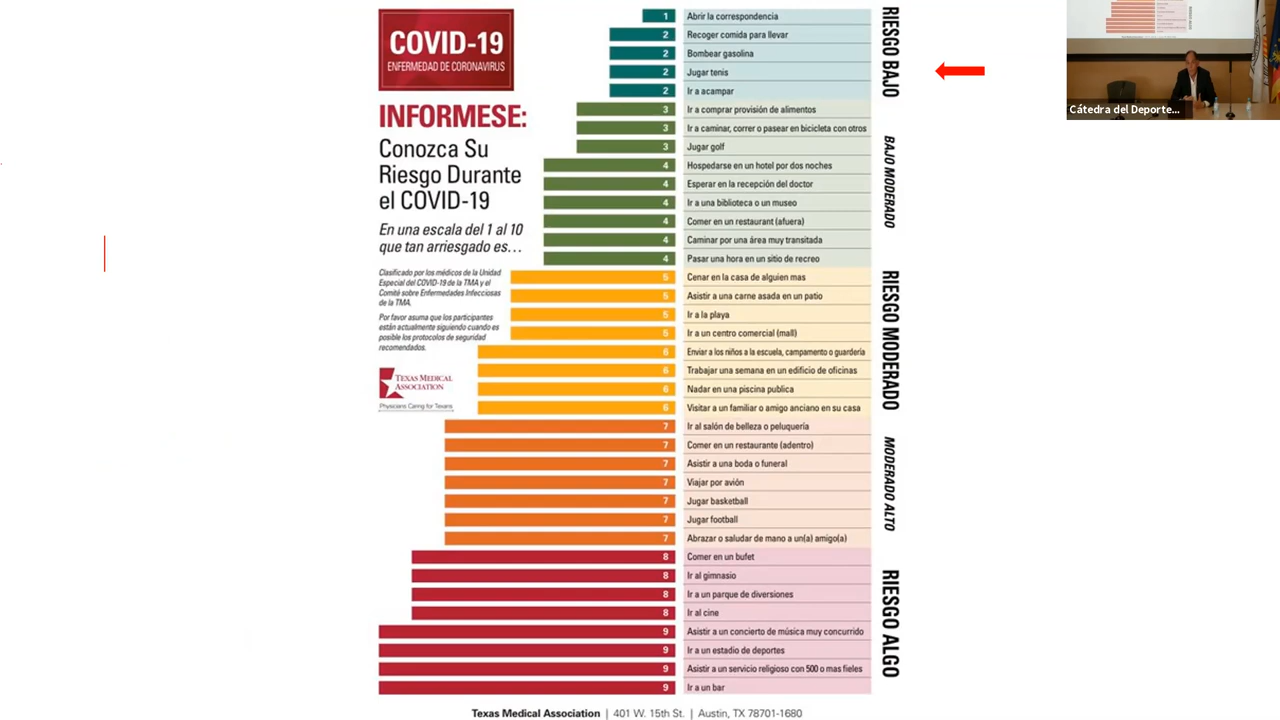 COVID-19
ENFERMEDAD DE CORONAVIRUS
INFORMESE:
Conozca Su
Riesgo Durante
el COVID-19
En una escala del 1 al 10
que tan arriesgado es…
Clasificado por los médicos de la Unidad
Especial del COVID-19 de la TMA y el
Comité sobre Enfermedades Infecciosas
de la TMA.
Por favor asuma que los participantes
están actualmente siguiendo cuando es
posible los protocolos de seguridad
recomendados.
TEXAS MEDICAL
ASSOCIATION
Physicians Caring for Texans
1 Abrir la correspondencia
2 Recoger comida para llevar
2 Bombear gasolina
2 Jugar tenis
2 Ir a acampar
3 Ir a comprar provisión de alimentos
3 Ir a caminar, correr o pasear en bicicleta con otros
3 Jugar golf
4 Hospedarse en un hotel por dos noches
4 Esperar en la recepción del doctor
4 Ir a una biblioteca o un museo
4 Comer en un restaurant (afuera)
4 Caminar por una área muy transitada
4 Pasar una hora en un sitio de recreo
5 Cenar en la casa de alguien mas
5 Asistir a una carne asada en un patio
5 Ir a la playa
5 Ir a un centro comercial (mall)
6 Enviar a los niños a la escuela, campamento o guardería
6 Trabajar una semana en un edificio de oficinas
6 Nadar en una piscina publica
6 Visitar a un familiar o amigo anciano en su casa
7 Ir al salón de belleza o peluquería
7 Comer en un restaurante (adentro)
7 Asistir a una boda o funeral
7 Viajar por avión
7 Jugar basketball
7 Jugar football
7 Abrazar o saludar de mano a un(a) amigo(a)
8 Comer en un bufet
8 Ir al gimnasio
8 Ir a un parque de diversiones
8 Ir al cine
9 Asistir a un concierto de música muy concurrido
9 Ir a un estadio de deportes
9 Asistir a un servicio religioso con 500 o mas fieles
9 Ir a un bar
RIESGO BAJO
BAJO MODERADO
RIESGO MODERADO
MODERADO ALTO
RIESGO ALGO
Texas Medical Association | 401 W. 15th St. | Austin, TX 78701-1680
Cátedra del Deporte...